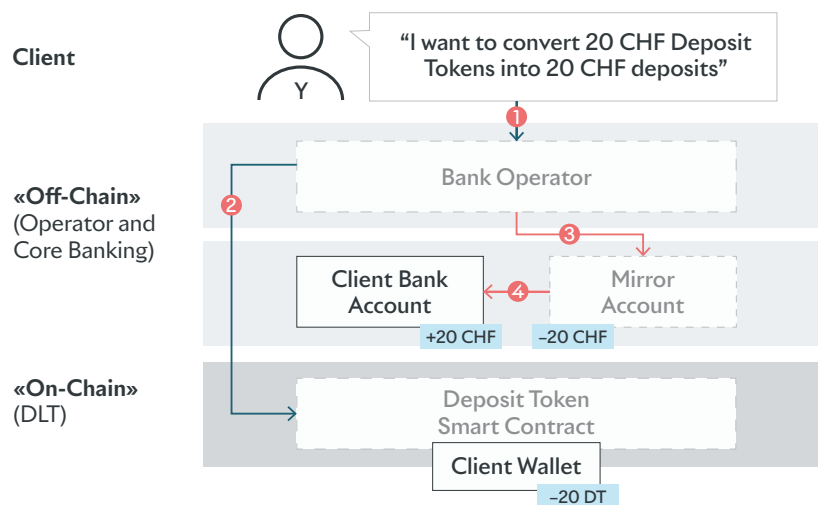 Client
Y
“I want to convert 20 CHF Deposit
Tokens into 20 CHF deposits”
1
«Off-Chain»
(Operator and
Core Banking)
Bank Operator
2
3
Client Bank
Account
4
Mirror
Account
+20 CHF
–20 CHF
«On-Chain»
(DLT)
Deposit Token
Smart Contract
Client Wallet
–20 DT